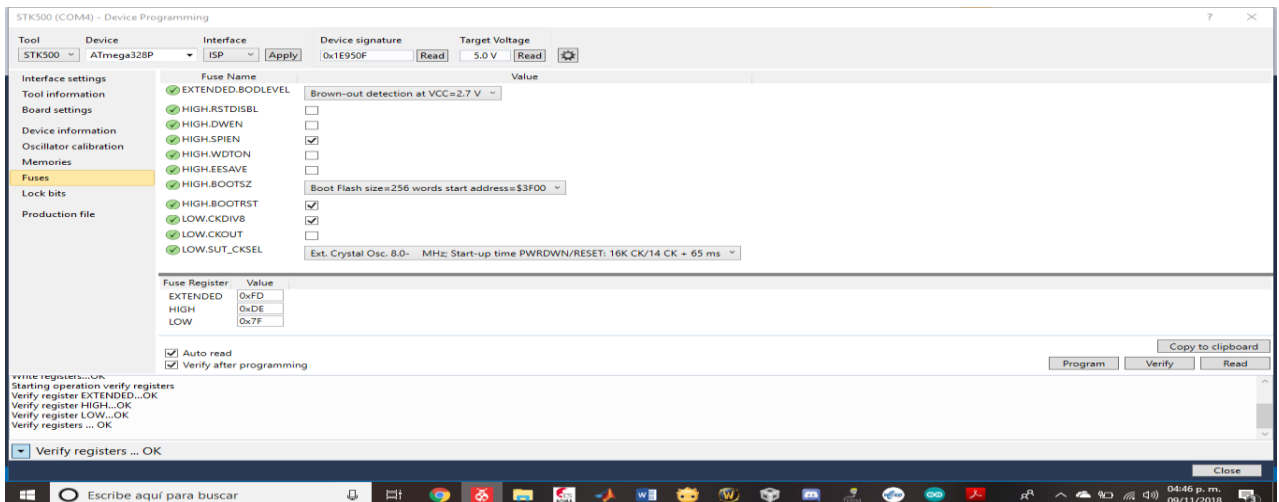 STK500 (COM4) - Device Programming
? ×
Tool Device Interface Device signature Target Voltage
STK500 ATmega328P ISP Apply 0x1E950F Read 5.0 V Read
Interface settings
Tool information
Board settings
Device information
Oscillator calibration
Memories
Fuses
Lock bits
Production file
Fuse Name Value
EXTENDED.BODLEVEL Brown-out detection at VCC=2.7 V
HIGH.RSTDISBL
HIGH.DWEN
HIGH.SPIEN
HIGH.WDTON
HIGH.EESAVE
HIGH.BOOTSZ Boot Flash size=256 words start address=$3F00
HIGH.BOOTRST
LOW.CKDIV8
LOW.CKOUT
LOW.SUT_CKSEL Ext. Crystal Osc. 8.0- MHz; Start-up time PWRDWN/RESET: 16K CK/14 CK + 65 ms
Fuse Register Value
EXTENDED 0xFD
HIGH 0xDE
LOW 0x7F
Auto read
Verify after programming
Copy to clipboard
Program Verify Read
Write registers...OK
Starting operation verify registers
Verify register EXTENDED...OK
Verify register HIGH...OK
Verify register LOW...OK
Verify registers ... OK
Verify registers ... OK
Close
Escribe aquí para buscar
04:46 p. m.
09/11/2018